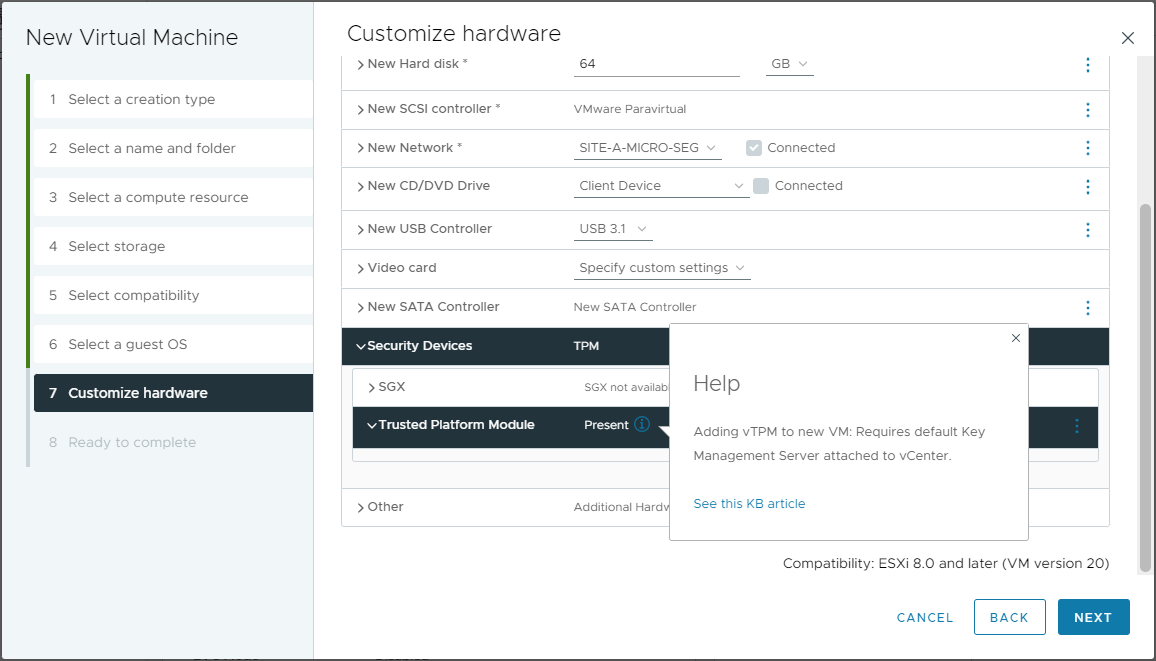 New Virtual Machine
1 Select a creation type
2 Select a name and folder
3 Select a compute resource
4 Select storage
5 Select compatibility
6 Select a guest OS
7 Customize hardware
8 Ready to complete
Customize hardware
New Hard disk * 64 GB
New SCSI controller * VMware Paravirtual
New Network * SITE-A-MICRO-SEG Connected
New CD/DVD Drive Client Device Connected
New USB Controller USB 3.1
Video card Specify custom settings
New SATA Controller New SATA Controller
Security Devices TPM
SGX SGX not availab
Trusted Platform Module Present
Other Additional Hardw
Help
Adding vTPM to new VM: Requires default Key
Management Server attached to vCenter.
See this KB article
Compatibility: ESXi 8.0 and later (VM version 20)
CANCEL BACK NEXT